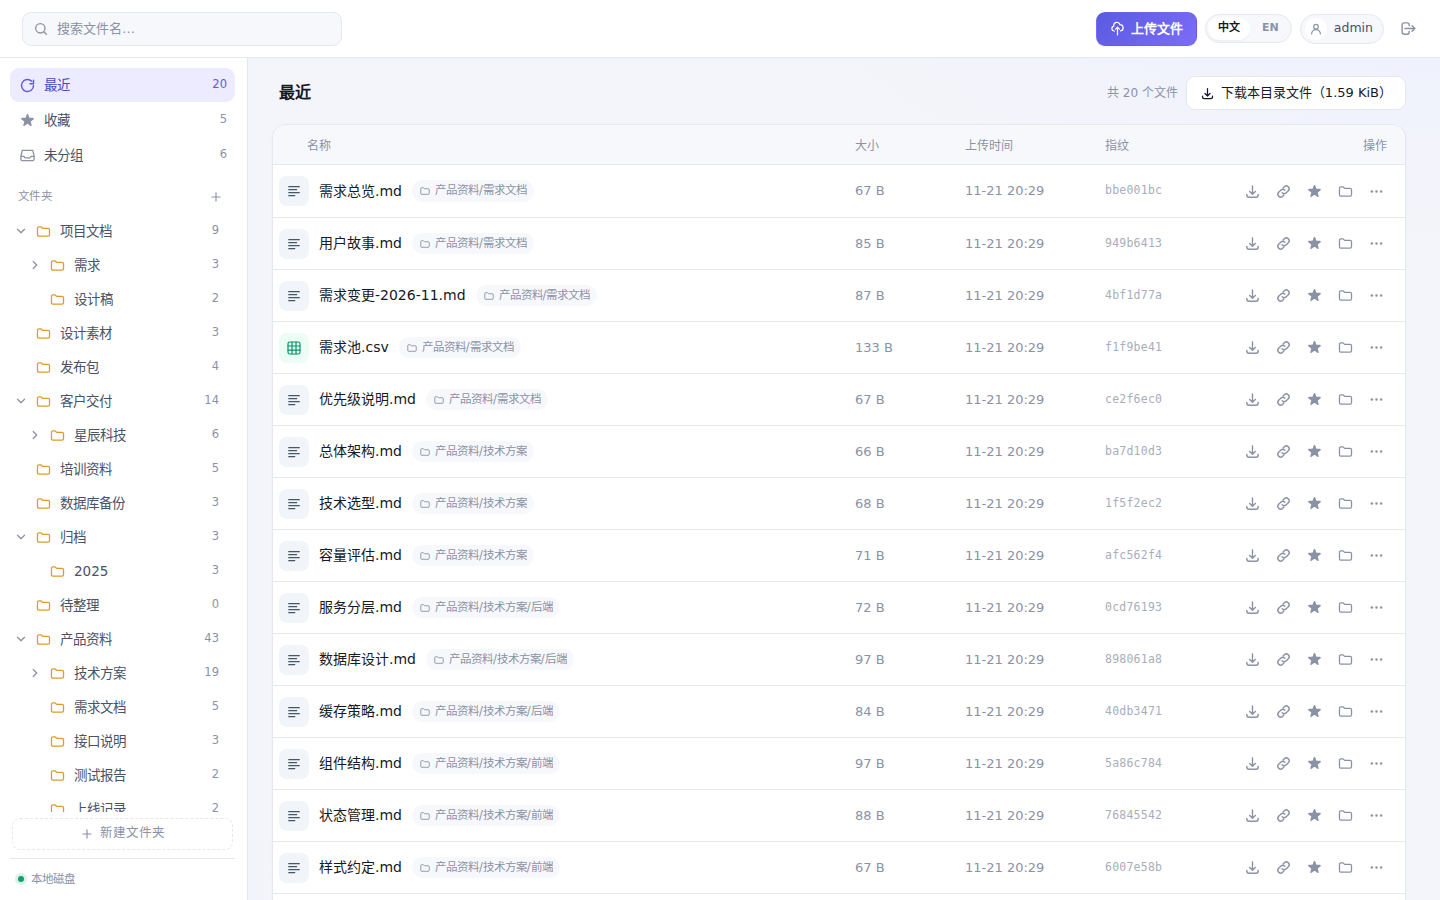 搜索文件名...
上传文件
中文 EN
admin
最近 20
收藏 5
未分组 6
文件夹
项目文档 9
需求 3
设计稿 2
设计素材 3
发布包 4
客户交付 14
星辰科技 6
培训资料 5
数据库备份 3
归档 3
2025 3
待整理 0
产品资料 43
技术方案 19
需求文档 5
接口说明 3
测试报告 2
上线记录 2
新建文件夹
本地磁盘
最近
共 20 个文件
下载本目录文件（1.59 KiB）
名称 大小 上传时间 指纹 操作
需求总览.md 产品资料/需求文档 67 B 11-21 20:29 bbe001bc
用户故事.md 产品资料/需求文档 85 B 11-21 20:29 949b6413
需求变更-2026-11.md 产品资料/需求文档 87 B 11-21 20:29 4bf1d77a
需求池.csv 产品资料/需求文档 133 B 11-21 20:29 f1f9be41
优先级说明.md 产品资料/需求文档 67 B 11-21 20:29 ce2f6ec0
总体架构.md 产品资料/技术方案 66 B 11-21 20:29 ba7d10d3
技术选型.md 产品资料/技术方案 68 B 11-21 20:29 1f5f2ec2
容量评估.md 产品资料/技术方案 71 B 11-21 20:29 afc562f4
服务分层.md 产品资料/技术方案/后端 72 B 11-21 20:29 0cd76193
数据库设计.md 产品资料/技术方案/后端 97 B 11-21 20:29 898061a8
缓存策略.md 产品资料/技术方案/后端 84 B 11-21 20:29 40db3471
组件结构.md 产品资料/技术方案/前端 97 B 11-21 20:29 5a86c784
状态管理.md 产品资料/技术方案/前端 88 B 11-21 20:29 76845542
样式约定.md 产品资料/技术方案/前端 67 B 11-21 20:29 6007e58b